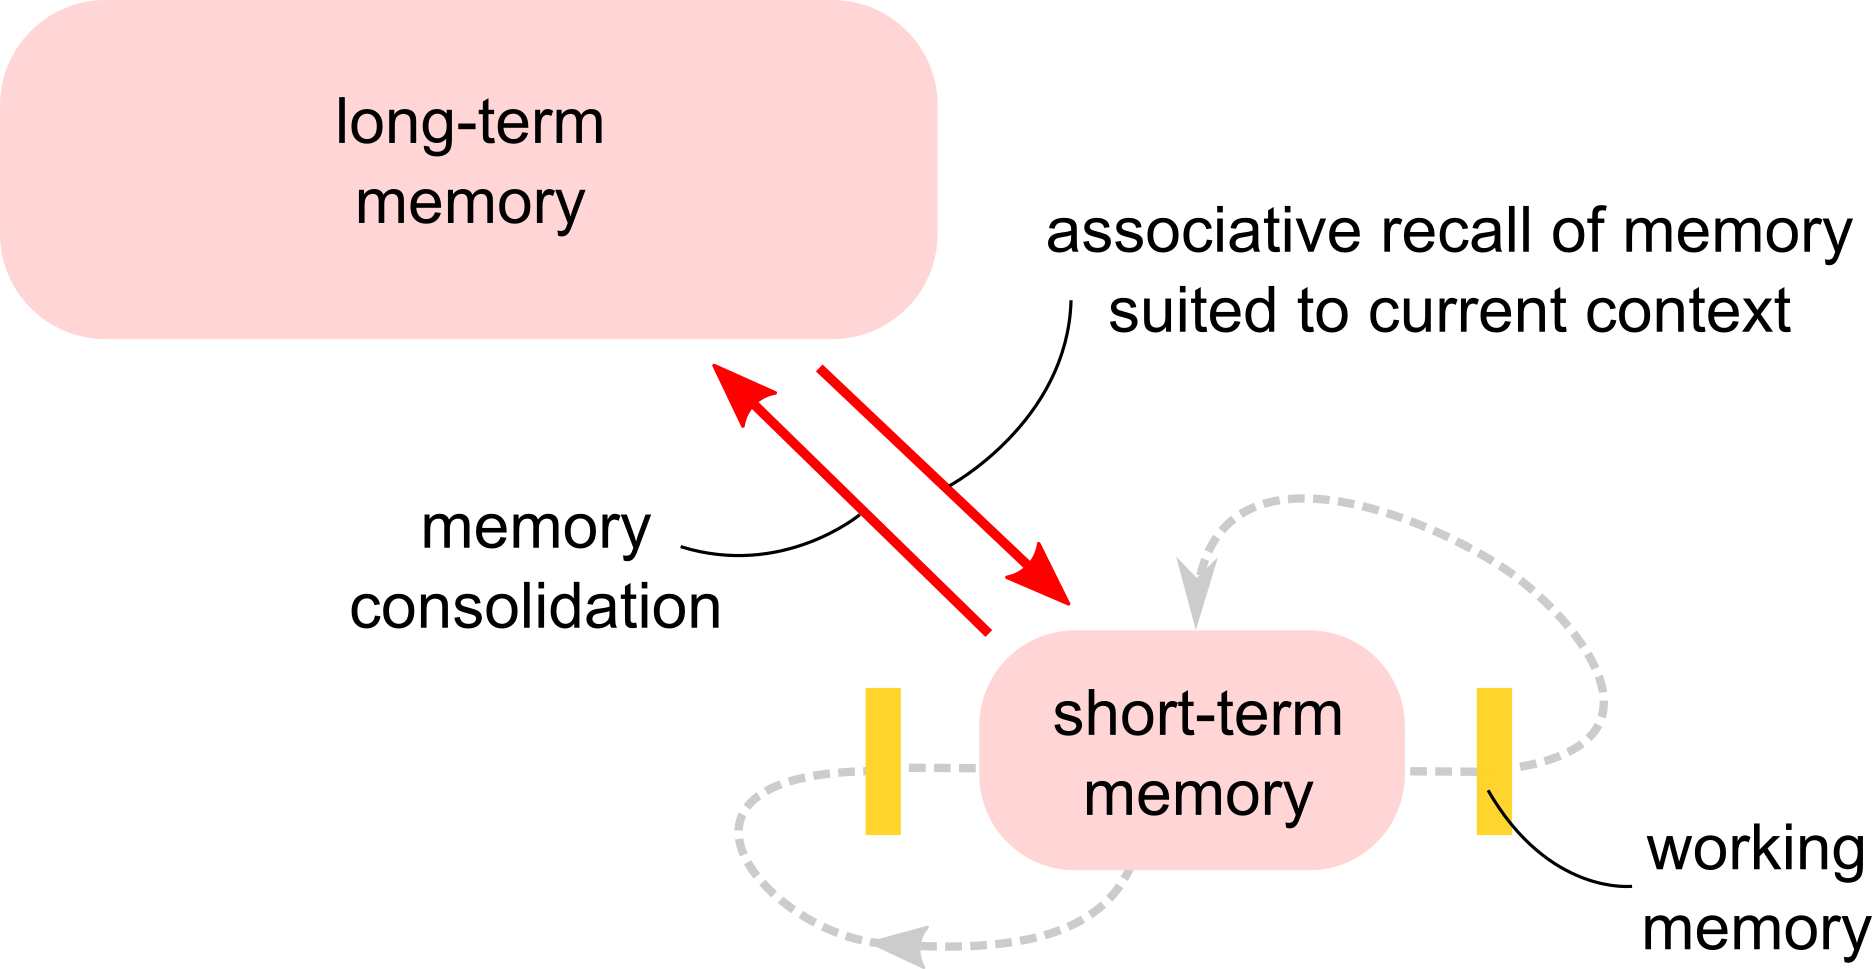 long-term
memory
associative recall of memory
suited to current context
memory
consolidation
short-term
memory
working
memory